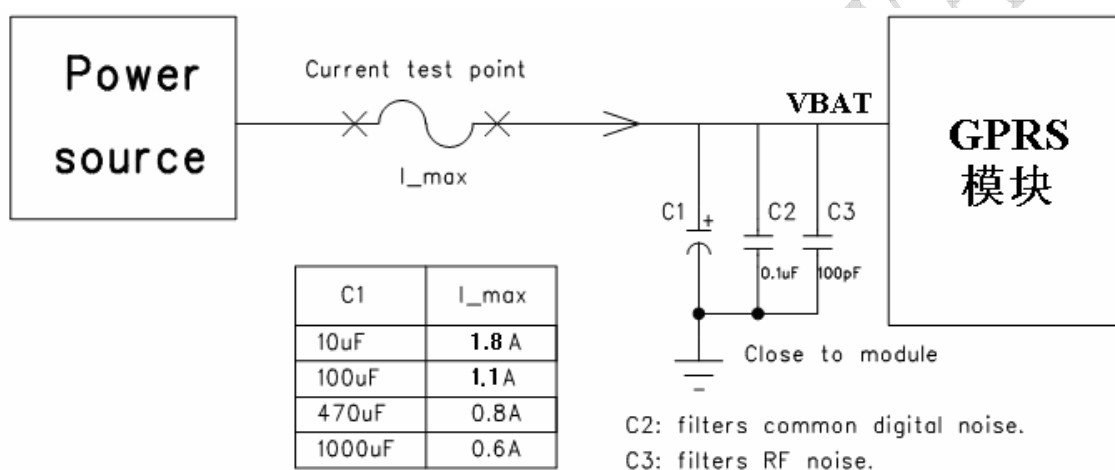 Power
source
Current test point
I_max
VBAT
GPRS
模块
C1
+
C2
C3
0.1uF
100pF
Close to module
C1 I_max
10uF 1.8 A
100uF 1.1 A
470uF 0.8A
1000uF 0.6A
C2: filters common digital noise.
C3: filters RF noise.